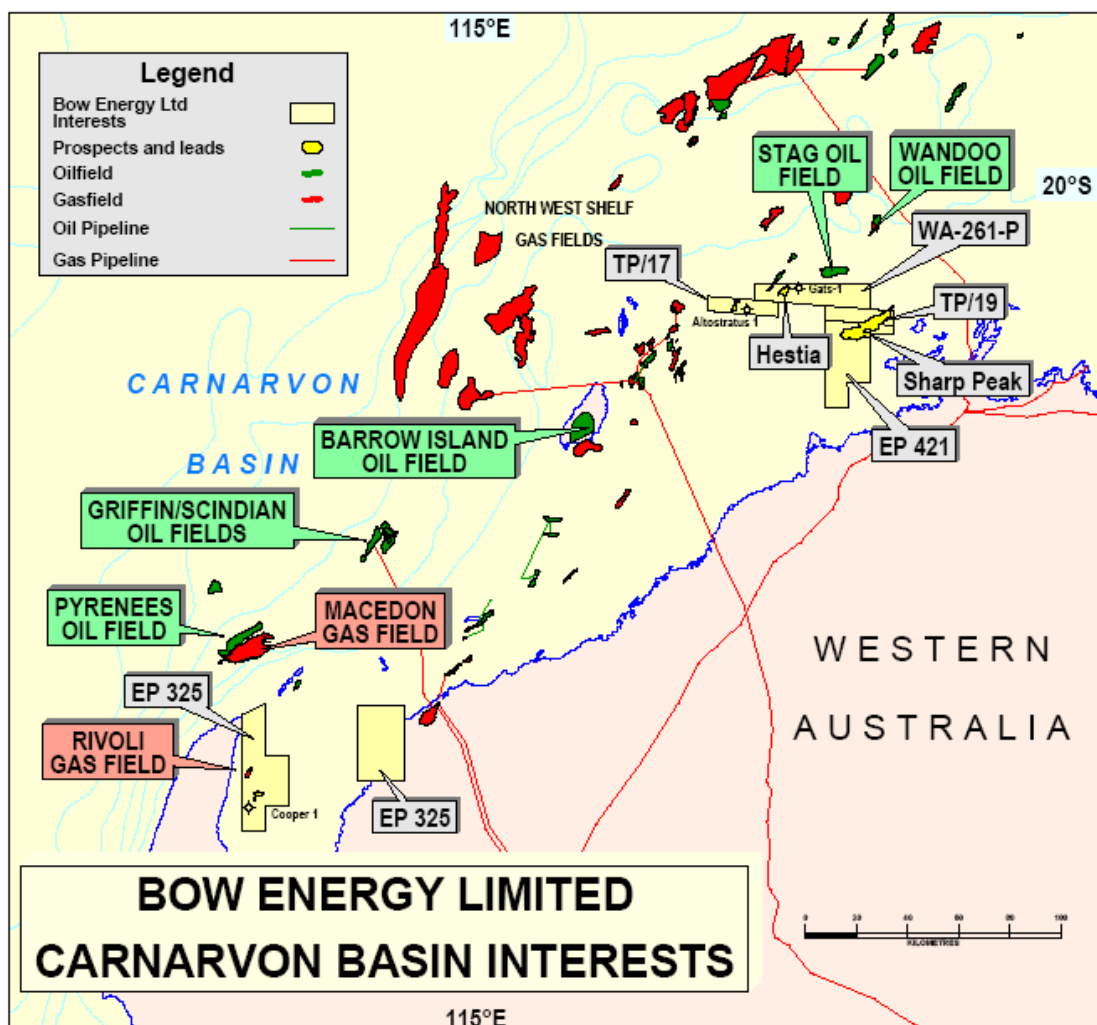 115°E
Legend
Bow Energy Ltd
Interests
Prospects and leads
Oilfield
Gasfield
Oil Pipeline
Gas Pipeline
STAG OIL
FIELD
WANDOO
OIL FIELD
20°S
NORTH WEST SHELF
GAS FIELDS
WA-261-P
TP/17
Gats-1
TP/19
Altostratus 1
Hestia
Sharp Peak
CARNARVON
BASIN
BARROW ISLAND
OIL FIELD
EP 421
GRIFFIN/SCINDIAN
OIL FIELDS
PYRENEES
OIL FIELD
MACEDON
GAS FIELD
WESTERN
AUSTRALIA
EP 325
RIVOLI
GAS FIELD
Cooper 1
EP 325
BOW ENERGY LIMITED
CARNARVON BASIN INTERESTS
0 20 40 60 80 100
KILOMETRES
115°E